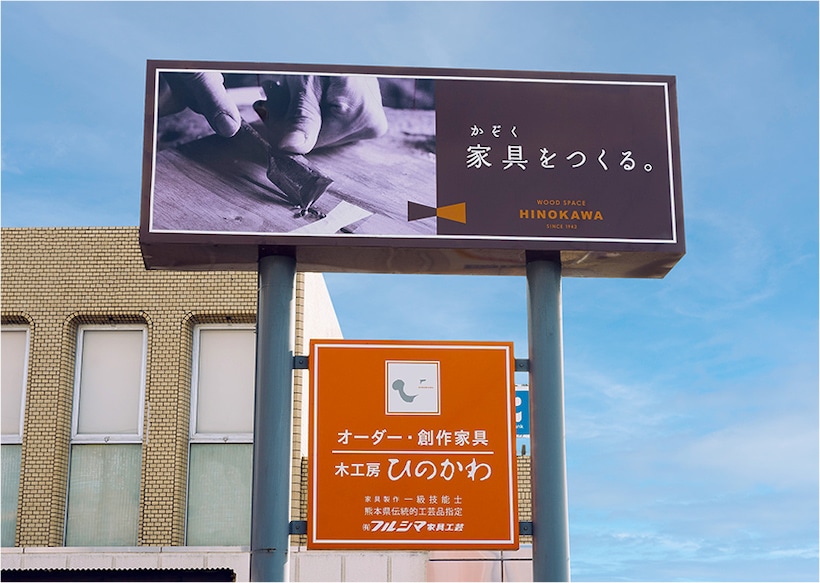 かぞく
家具をつくる。
WOOD SPACE
HINOKAWA
SINCE 1943
オーダー・創作家具
木工房 ひのかわ
家具製作 一級技能士
熊本県伝統的工芸品指定
(有)フルシマ家具工芸